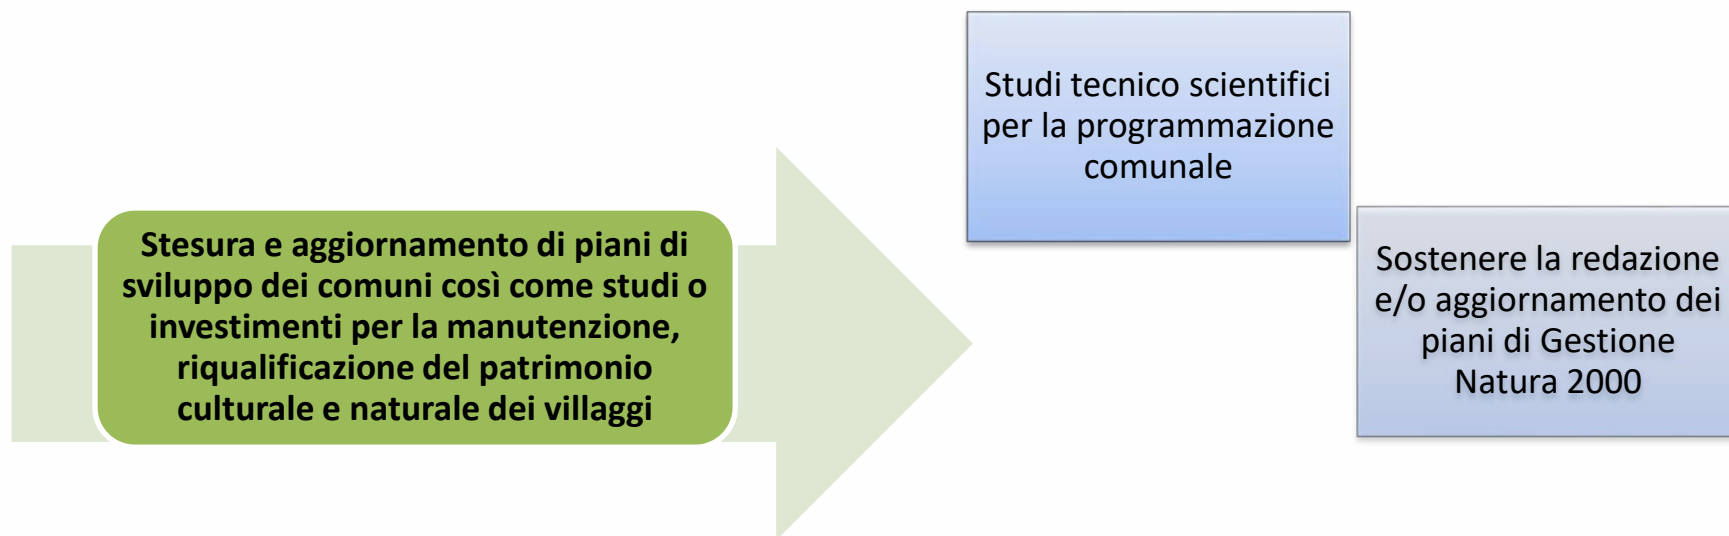 Studi tecnico scientifici
per la programmazione
comunale
Stesura e aggiornamento di piani di
sviluppo dei comuni così come studi o
investimenti per la manutenzione,
riqualificazione del patrimonio
culturale e naturale dei villaggi
Sostenere la redazione
e/o aggiornamento dei
piani di Gestione
Natura 2000